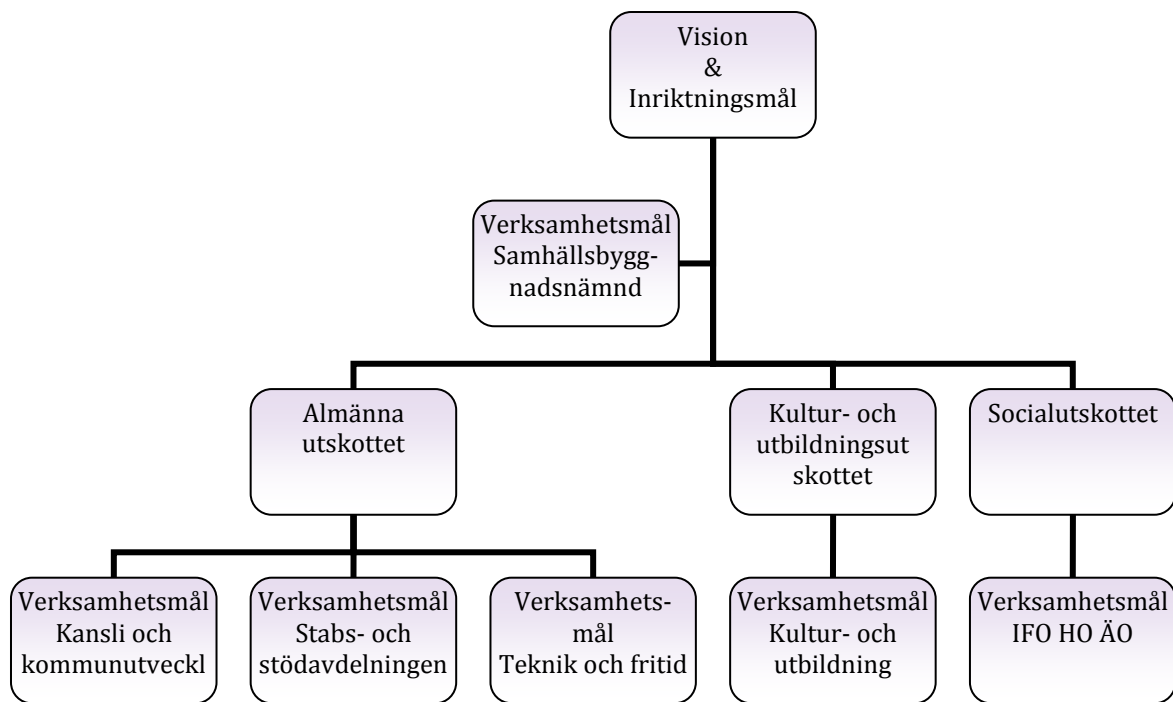 Vision
&
Inriktningsmål
Verksamhetsmål
Samhällsbygg-
nadsnämnd
Almänna
utskottet
Kultur- och
utbildningsut
skottet
Socialutskottet
Verksamhetsmål
Kansli och
kommunutveckl
Verksamhetsmål
Stabs- och
stödavdelningen
Verksamhets-
mål
Teknik och fritid
Verksamhetsmål
Kultur- och
utbildning
Verksamhetsmål
IFO HO ÄO